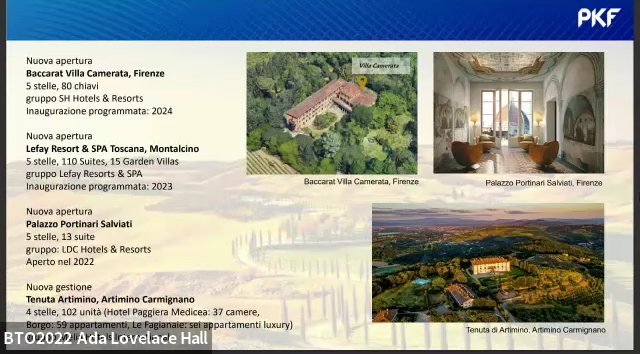 PKF
Nuova apertura
Baccarat Villa Camerata, Firenze
5 stelle, 80 chiavi
gruppo SH Hotels & Resorts
Inaugurazione programmata: 2024
Nuova apertura
Lefay Resort & SPA Toscana, Montalcino
5 stelle, 110 Suites, 15 Garden Villas
gruppo Lefay Resorts & SPA
Inaugurazione programmata: 2023
Nuova apertura
Palazzo Portinari Salviati
5 stelle, 13 suite
gruppo: LDC Hotels & Resorts
Aperto nel 2022
Nuova gestione
Tenuta Artimino, Artimino Carmignano
4 stelle, 102 unità (Hotel Paggiera Medicea: 37 camere,
Borgo: 59 appartamenti, Le Fagianaie: sei appartamenti luxury)
BTO2022 Ada Lovelace Hall
Villa Camerata
Baccarat Villa Camerata, Firenze
Palazzo Portinari Salviati, Firenze
Tenuta di Artimino, Artimino Carmignano